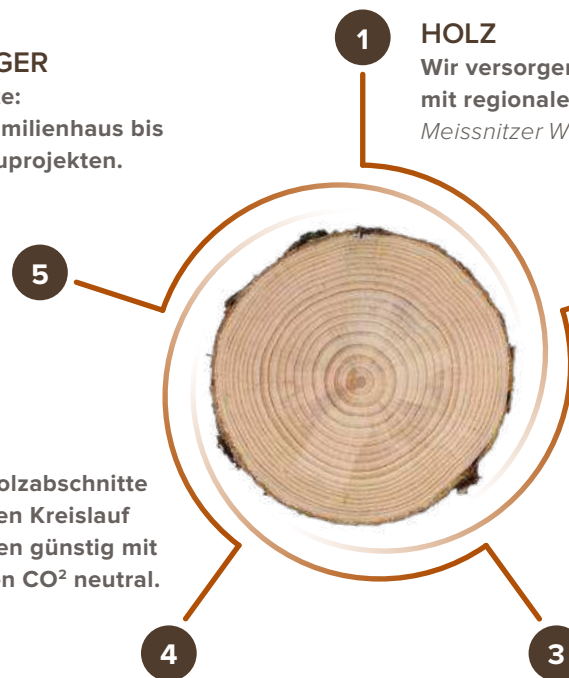 1
HOLZ
Wir versorgen
mit regionale
Meissnitzer W
GER
e:
milienhaus bis
uprojekten.
5
olzabschnitte
en Kreislauf
en günstig mit
n CO² neutral.
4
3